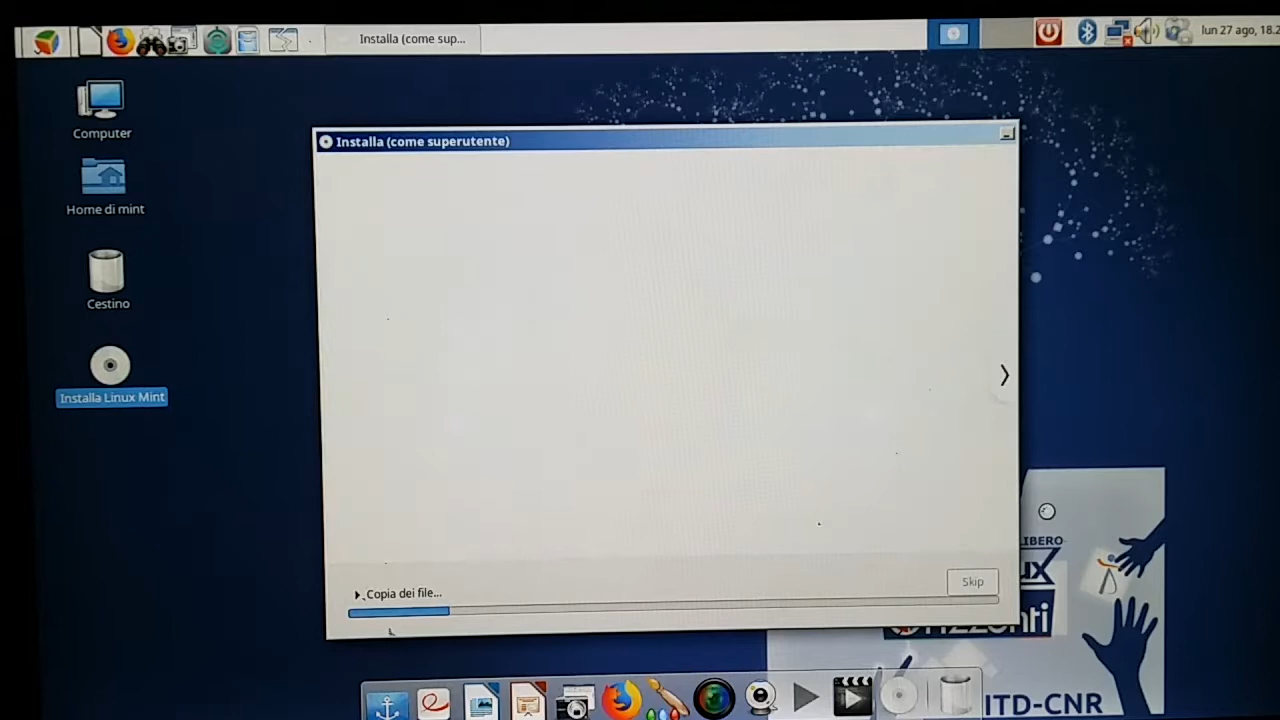 Installa (come sup...
lun 27 ago, 18.2
Computer
Home di mint
Cestino
Installa Linux Mint
Installa (come superutente)
Copia dei file...
Skip
LIBERO
ITD-CNR